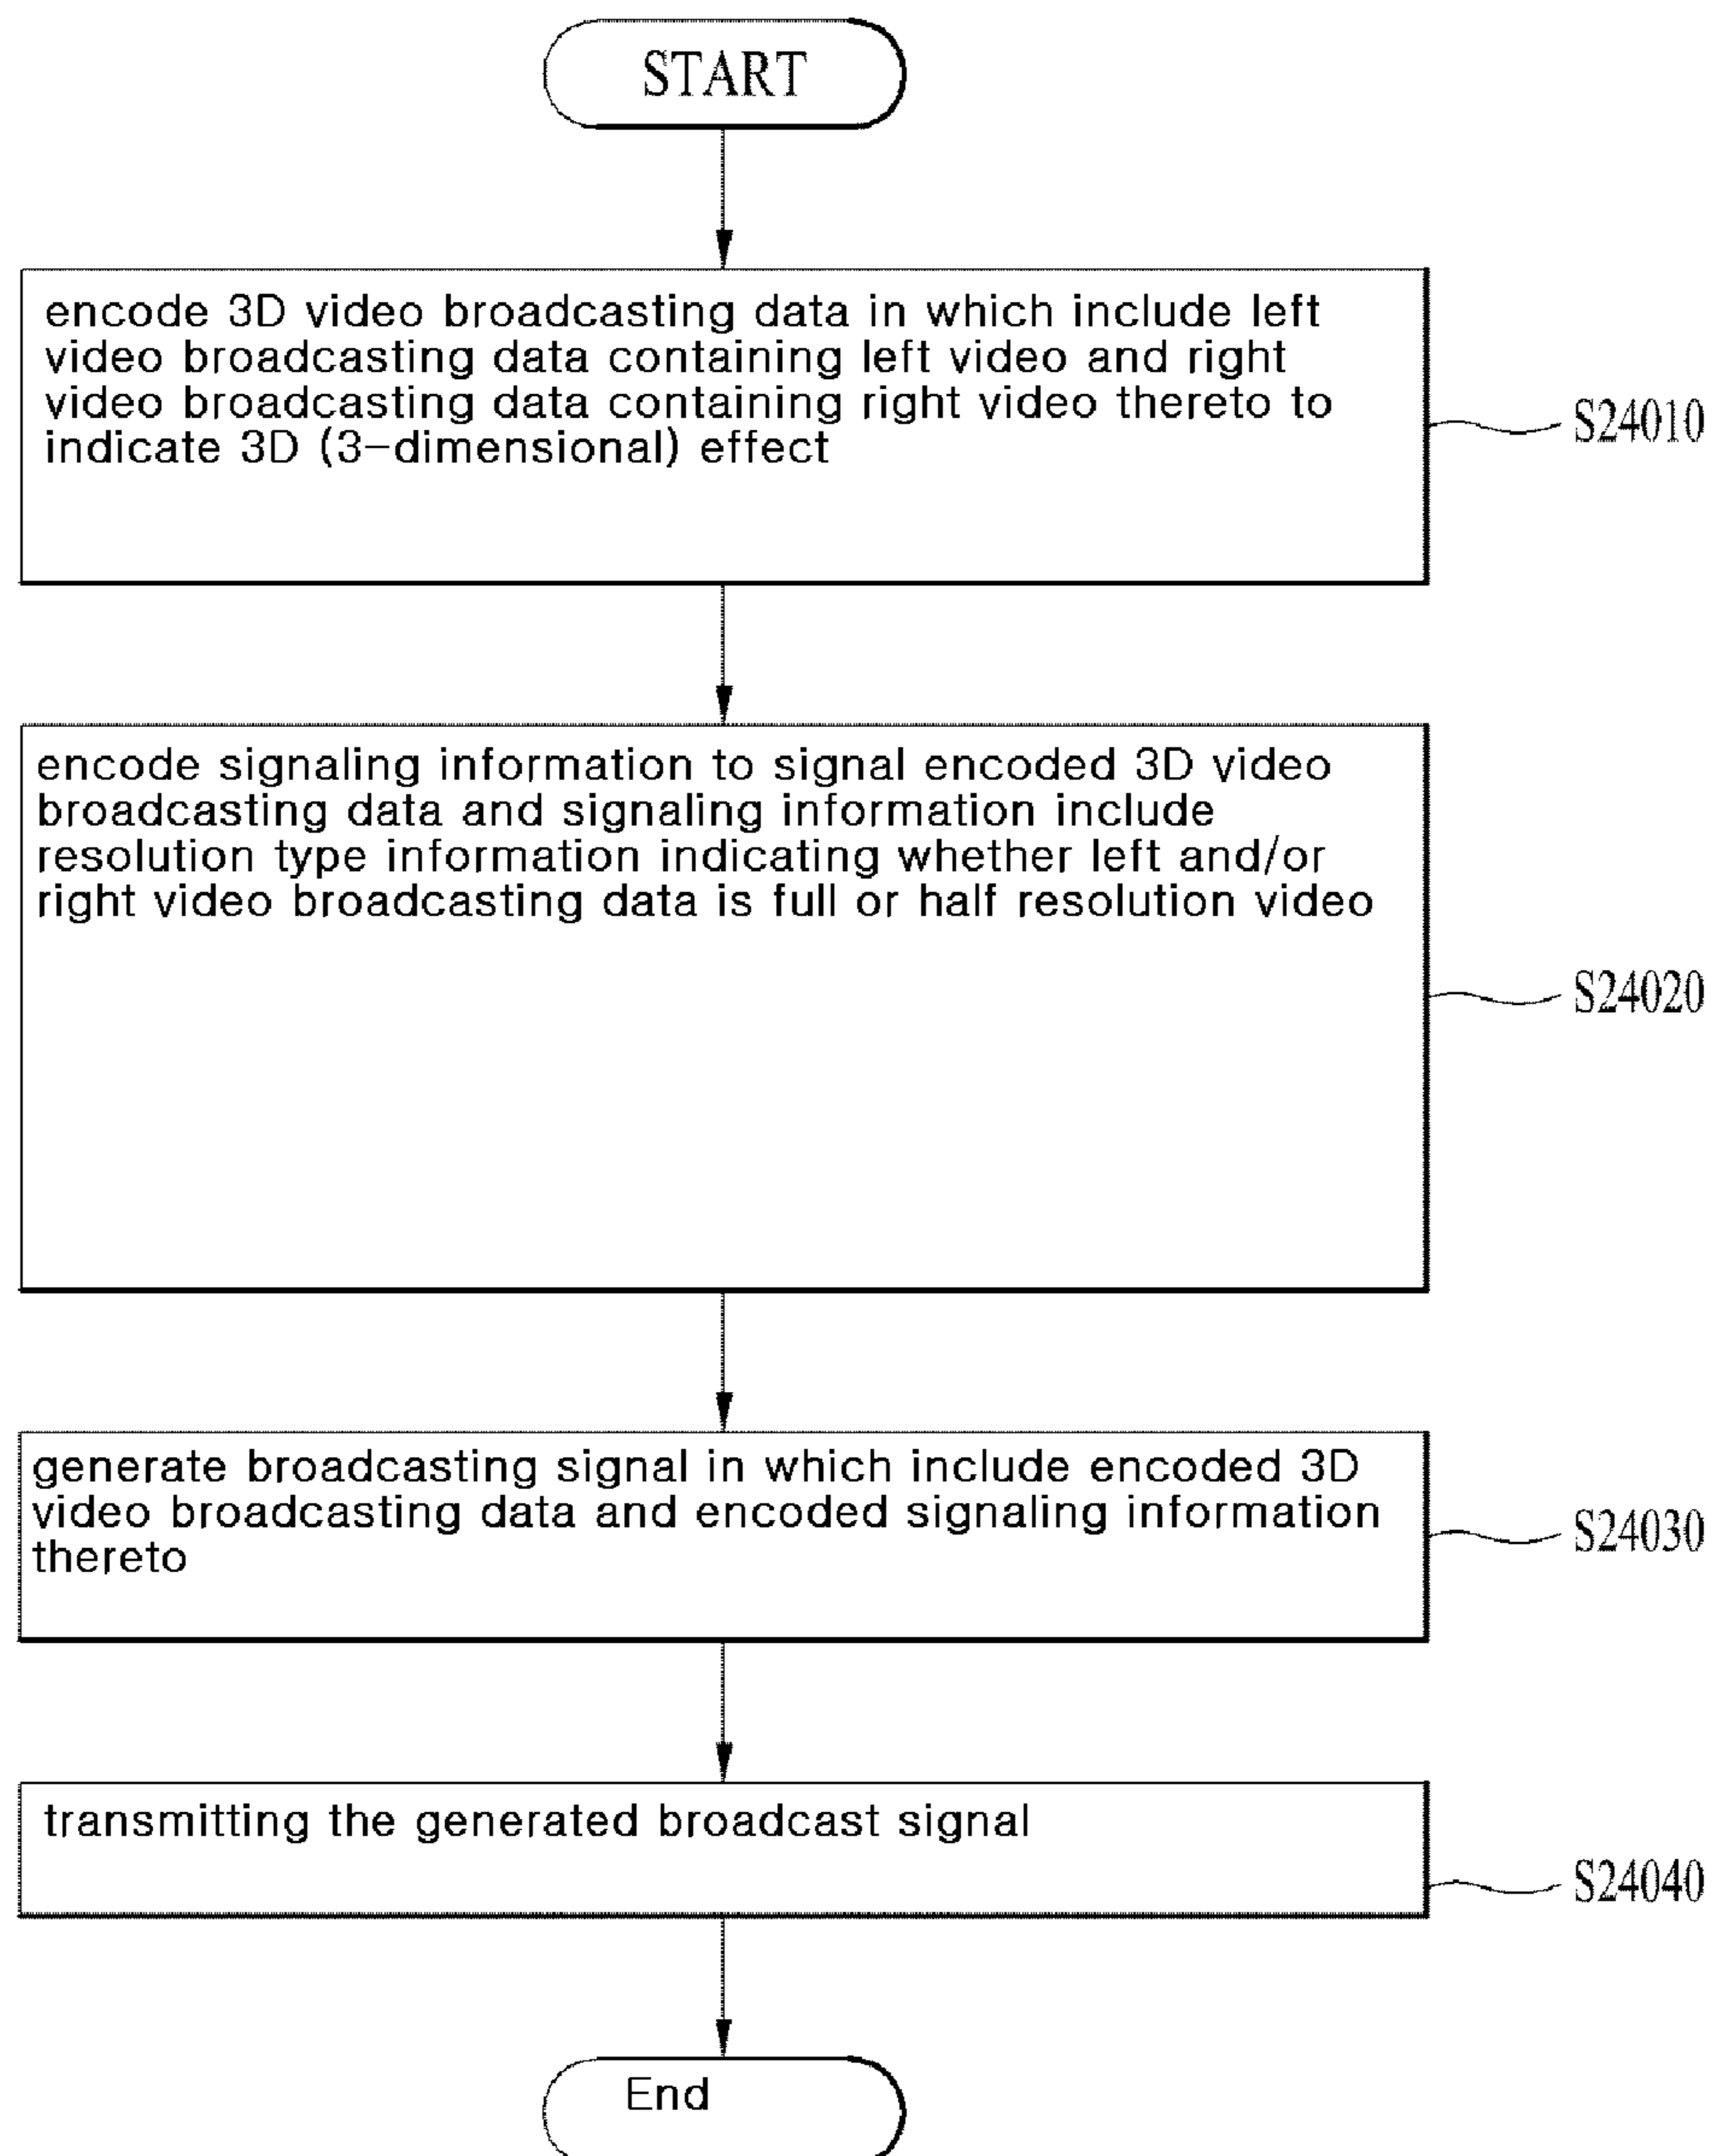 START
encode 3D video broadcasting data in which include left
video broadcasting data containing left video and right
video broadcasting data containing right video thereto to
indicate 3D (3-dimensional) effect
S24010
encode signaling information to signal encoded 3D video
broadcasting data and signaling information include
resolution type information indicating whether left and/or
right video broadcasting data is full or half resolution video
S24020
generate broadcasting signal in which include encoded 3D
video broadcasting data and encoded signaling information
thereto
S24030
transmitting the generated broadcast signal
S24040
End